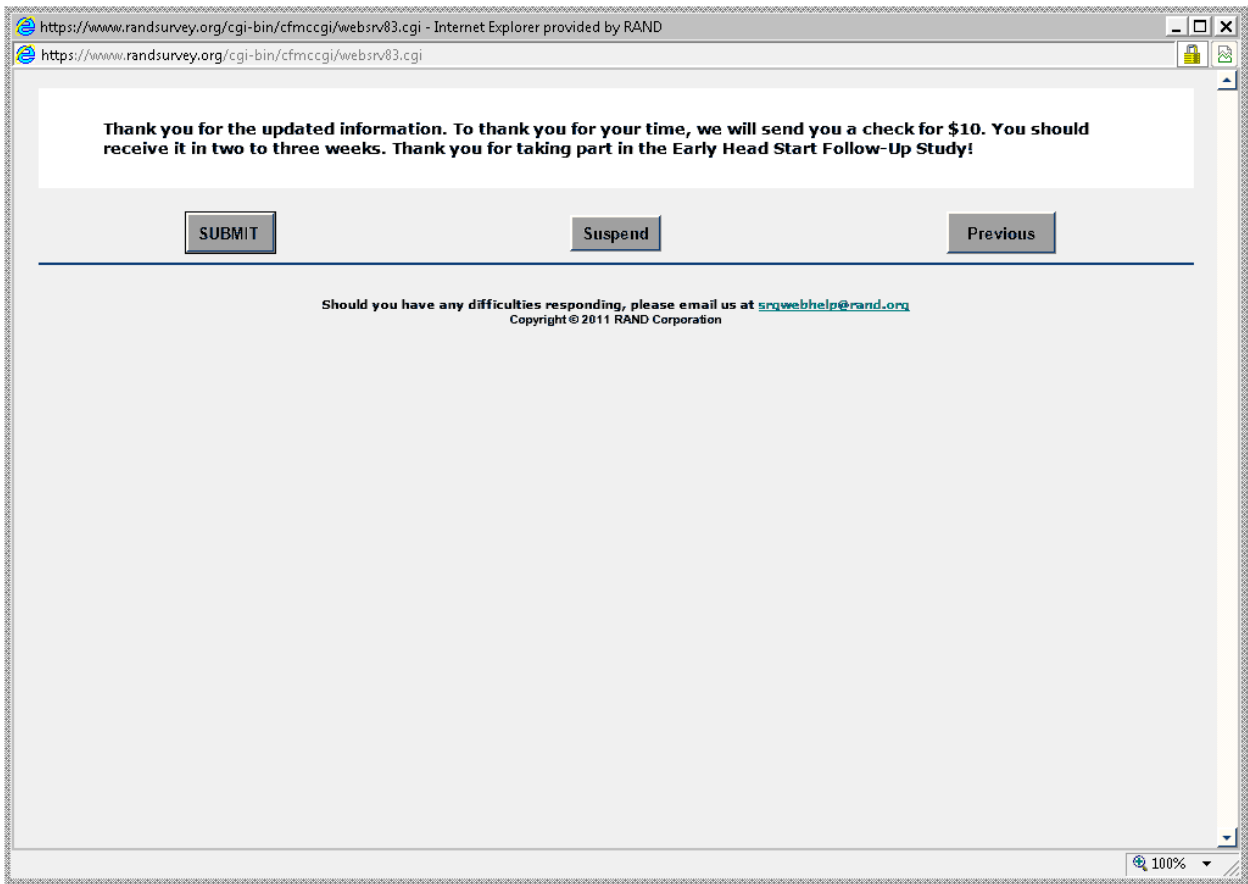 https://www.randsurvey.org/cgi-bin/cfmccgi/websrv83.cgi - Internet Explorer provided by RAND
https://www.randsurvey.org/cgi-bin/cfmccgi/websrv83.cgi
Thank you for the updated information. To thank you for your time, we will send you a check for $10. You should
receive it in two to three weeks. Thank you for taking part in the Early Head Start Follow-Up Study!
SUBMIT Suspend Previous
Should you have any difficulties responding, please email us at srgwebhelp@rand.org
Copyright © 2011 RAND Corporation
100%